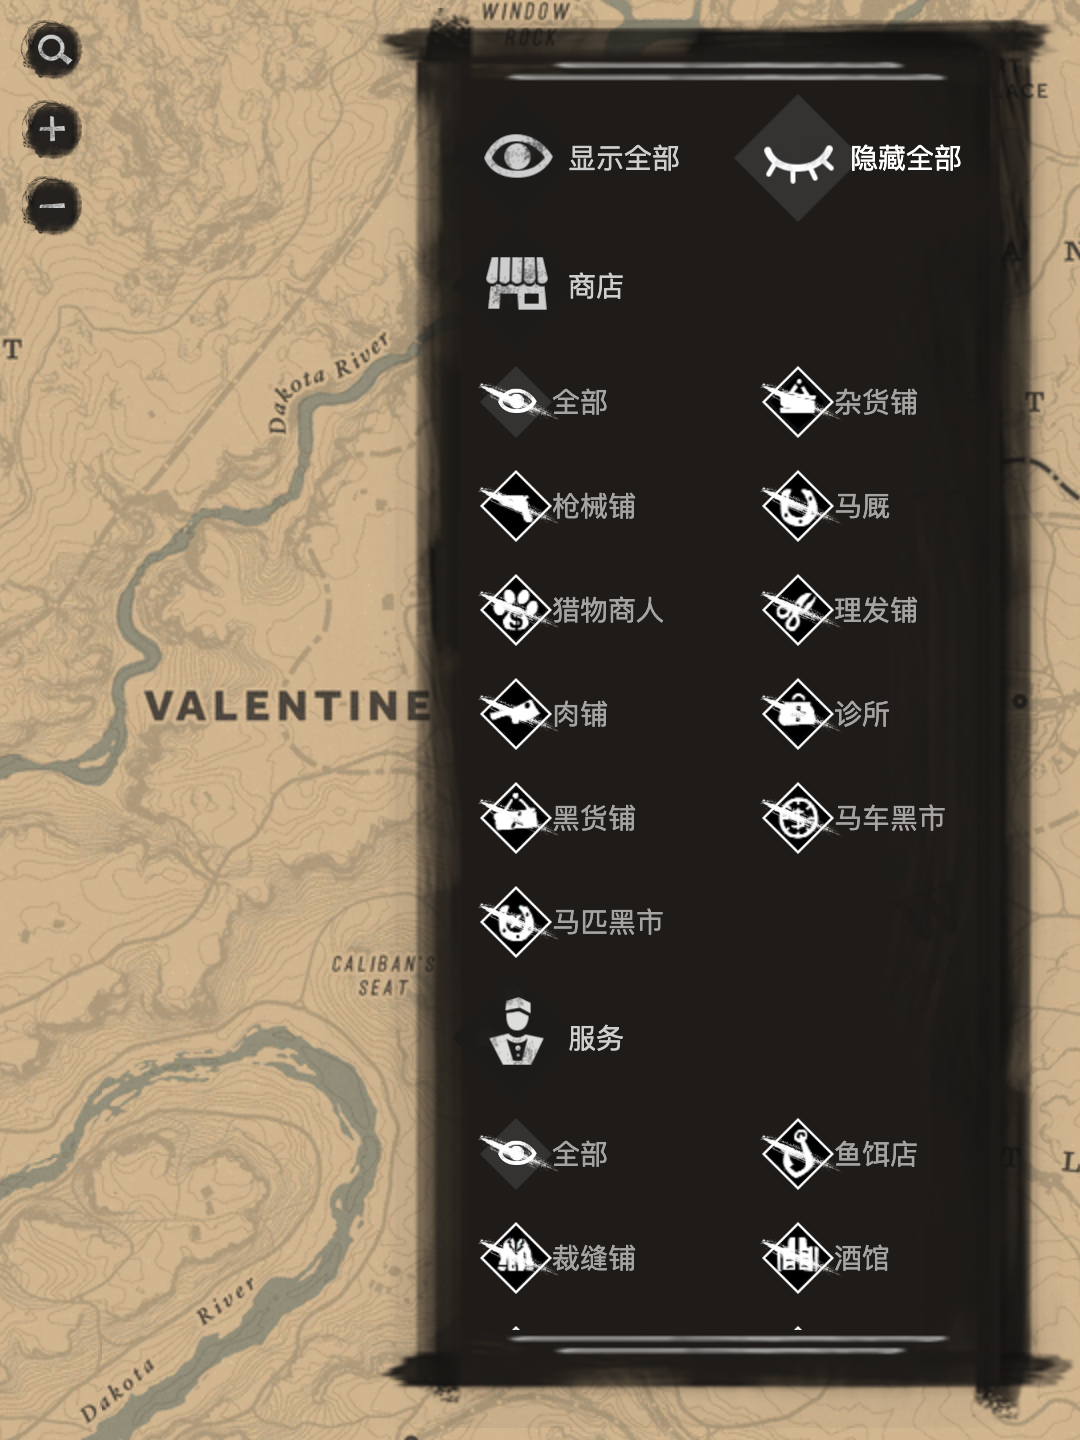 WINDOW
ROCK
显示全部
隐藏全部
商店
全部
杂货铺
枪械铺
马厩
猎物商人
理发铺
肉铺
诊所
黑货铺
马车黑市
马匹黑市
服务
全部
鱼饵店
裁缝铺
酒馆
Dakota River
VALENTINE
CALIBAN'S
SEAT
Dakota River
T
A N
T
T L